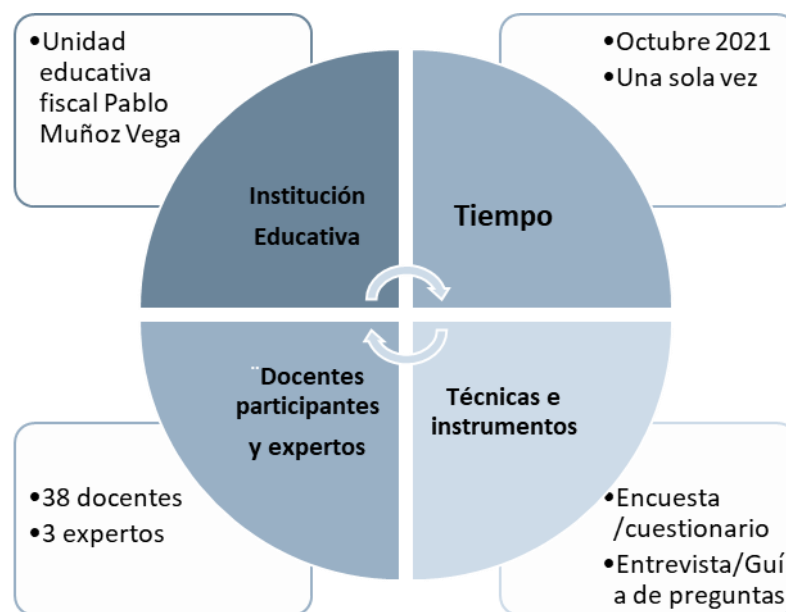 •Unidad
educativa
fiscal Pablo
Muñoz Vega
•Octubre 2021
•Una sola vez
Institución
Educativa
Tiempo
¨Docentes
participantes
y expertos
Técnicas e
instrumentos
•38 docentes
•3 expertos
•Encuesta
/cuestionario
•Entrevista/Guí
a de preguntas